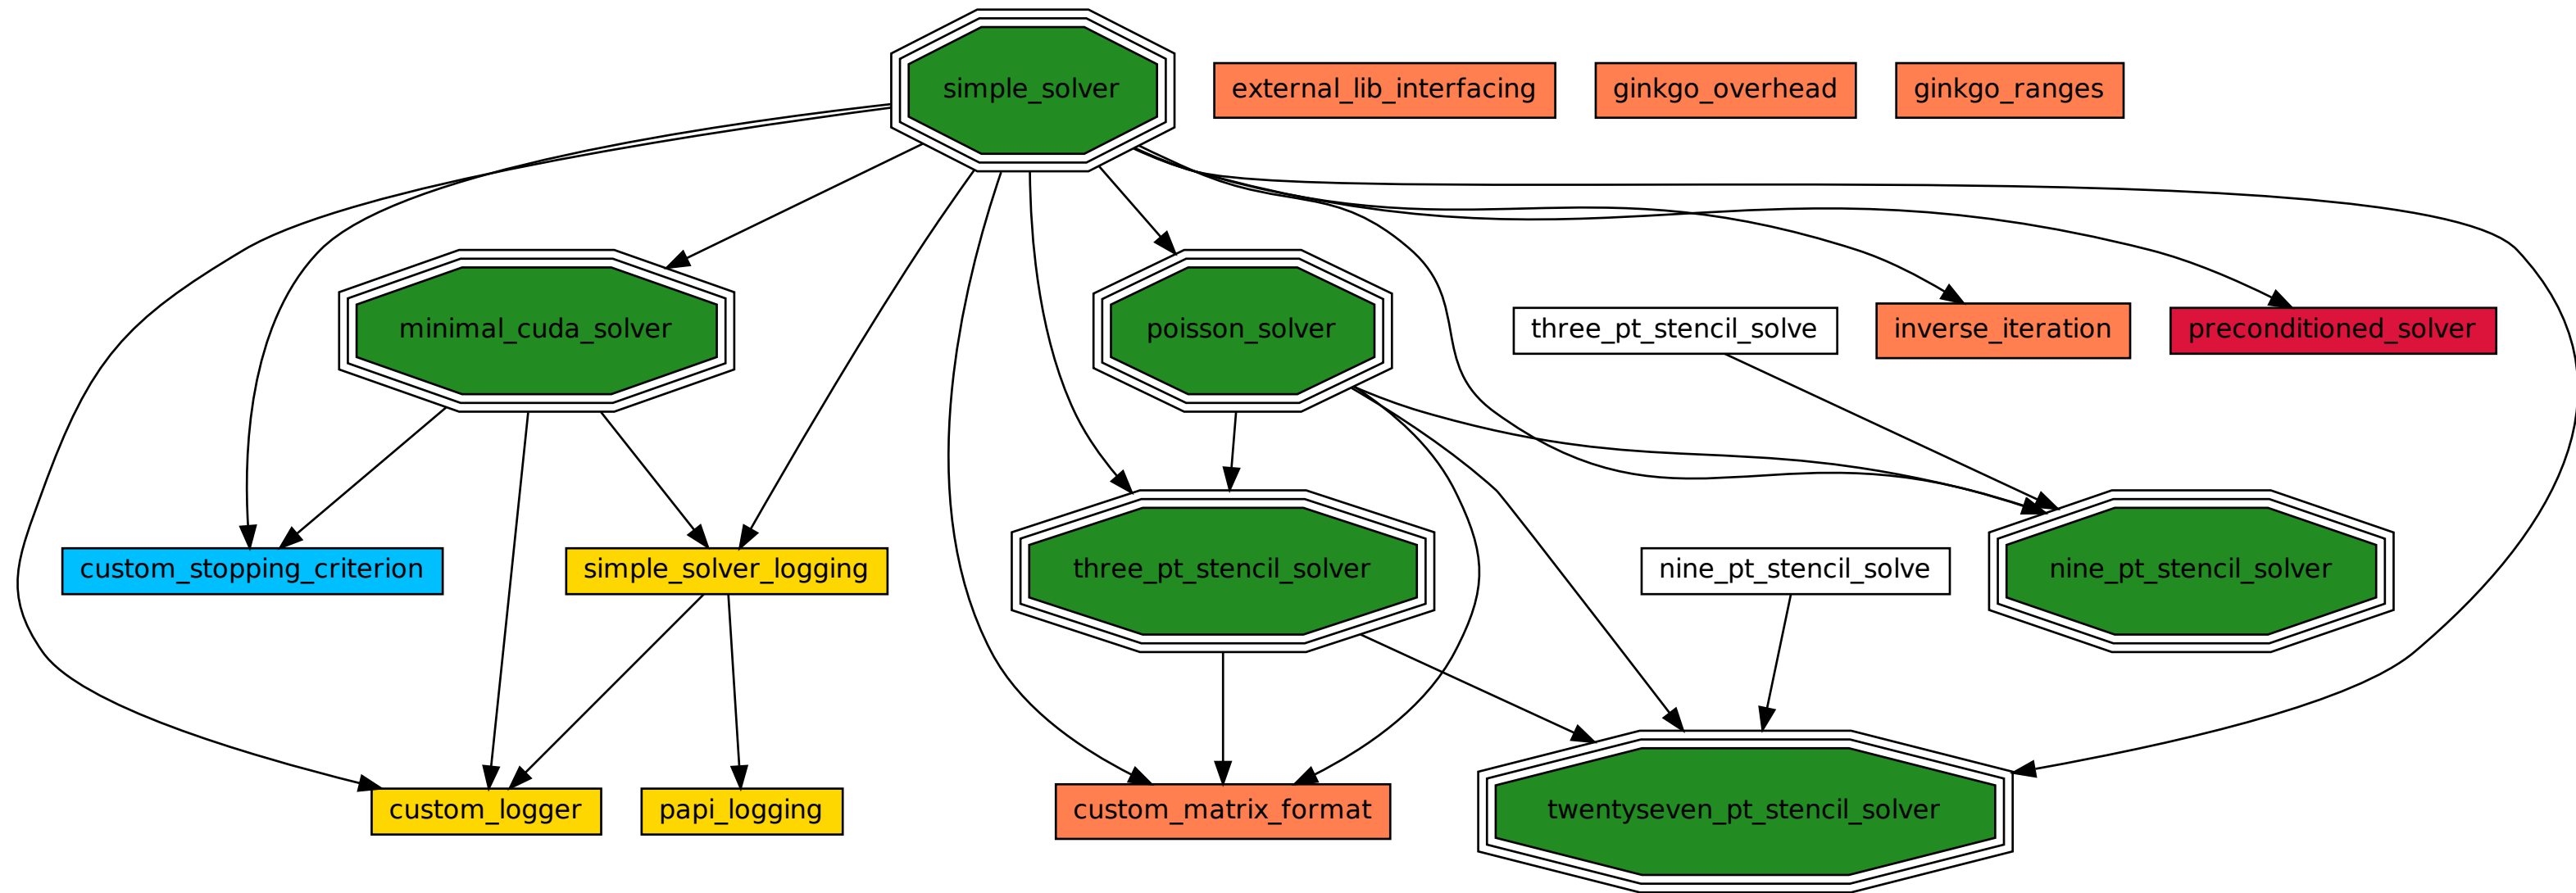 simple_solver
external_lib_interfacing
ginkgo_overhead
ginkgo_ranges
minimal_cuda_solver
poisson_solver
three_pt_stencil_solve
inverse_iteration
preconditioned_solver
custom_stopping_criterion
simple_solver_logging
three_pt_stencil_solver
nine_pt_stencil_solve
nine_pt_stencil_solver
custom_logger
papi_logging
custom_matrix_format
twentyseven_pt_stencil_solver